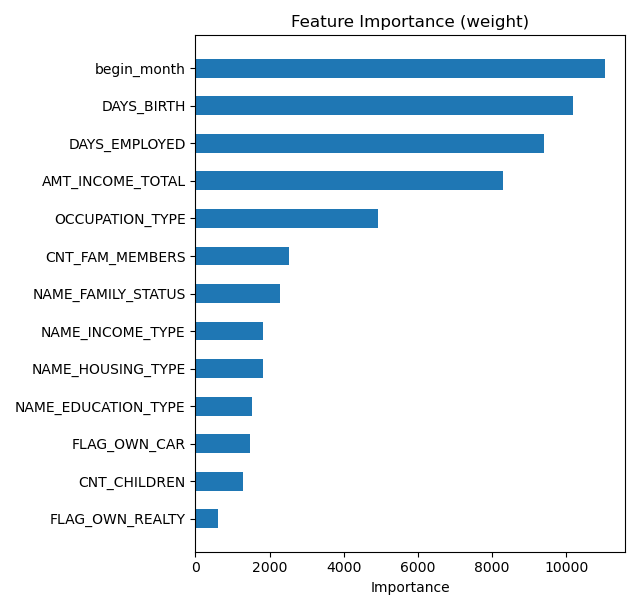 Feature Importance (weight)
begin_month
DAYS_BIRTH
DAYS_EMPLOYED
AMT_INCOME_TOTAL
OCCUPATION_TYPE
CNT_FAM_MEMBERS
NAME_FAMILY_STATUS
NAME_INCOME_TYPE
NAME_HOUSING_TYPE
NAME_EDUCATION_TYPE
FLAG_OWN_CAR
CNT_CHILDREN
FLAG_OWN_REALTY
0 2000 4000 6000 8000 10000
Importance